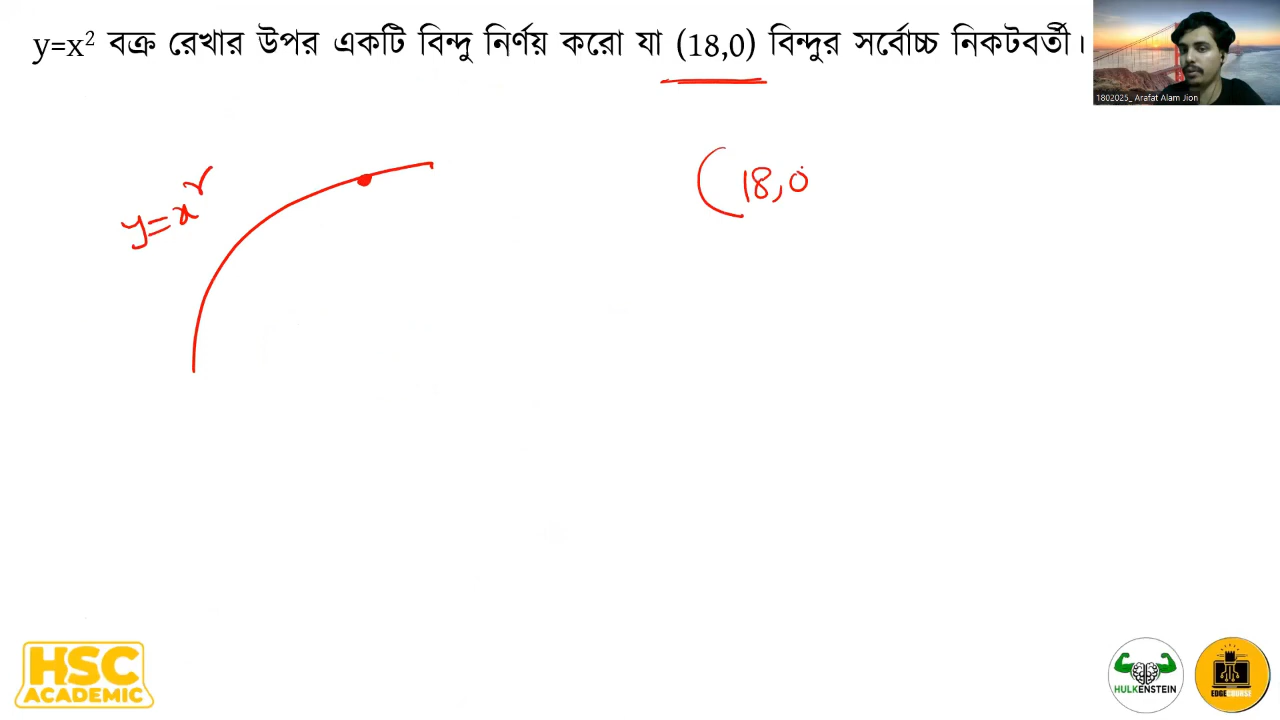 y=x² বক্র রেখার উপর একটি বিন্দু নির্ণয় করো যা (18,0) বিন্দুর সর্বোচ্চ নিকটবর্তী।
1802025_ Arafat Alam Jion
y=x²
(18,0
HSC
ACADEMIC
HULKENSTEIN
EDGECOURSE